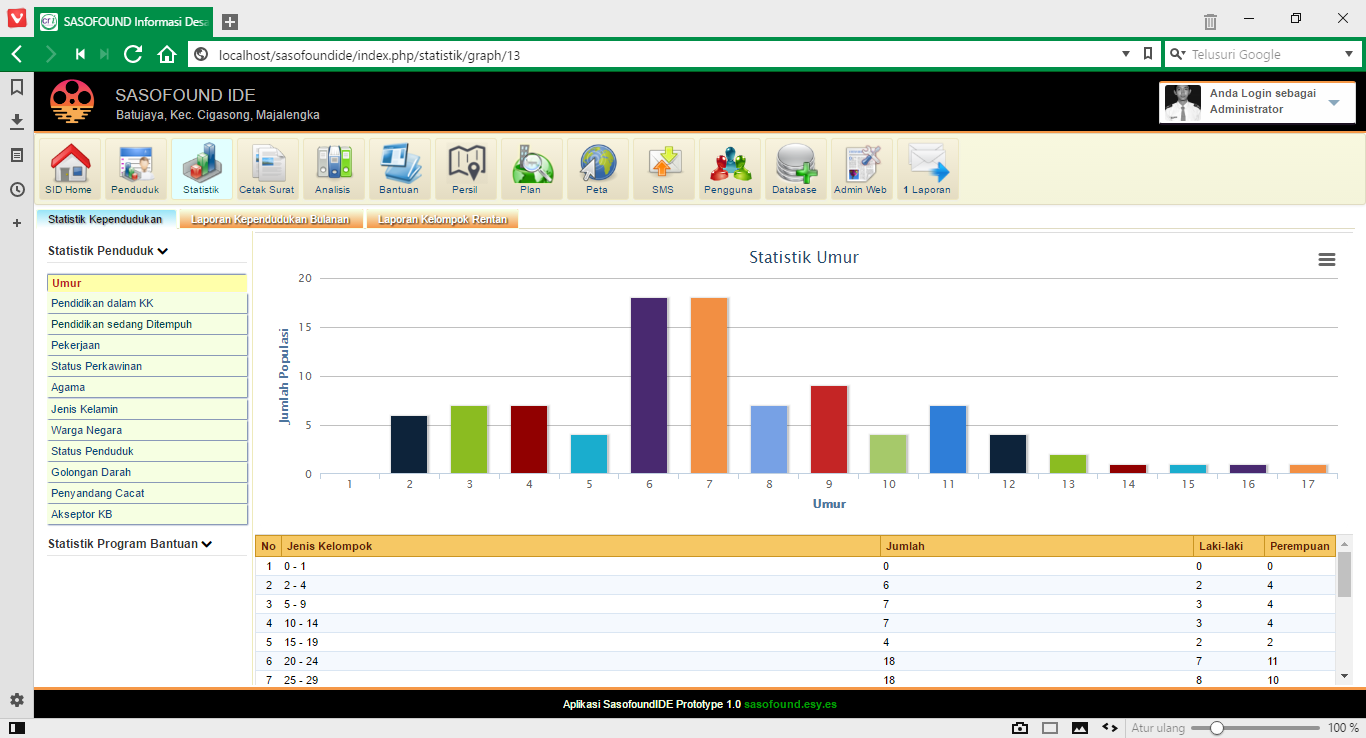 SASOFOUND Informasi Desa
localhost/sasofoundide/index.php/statistik/graph/13
Telusuri Google
SASOFOUND IDE
Batujaya, Kec. Cigasong, Majalengka
Anda Login sebagai
Administrator
SID Home Penduduk Statistik Cetak Surat Analisis Bantuan Persil Plan Peta SMS Pengguna Database Admin Web 1 Laporan
Statistik Kependudukan Laporan Kependudukan Bulanan Laporan Kelompok Rentan
Statistik Penduduk
Umur
Pendidikan dalam KK
Pendidikan sedang Ditempuh
Pekerjaan
Status Perkawinan
Agama
Jenis Kelamin
Warga Negara
Status Penduduk
Golongan Darah
Penyandang Cacat
Akseptor KB
Statistik Program Bantuan
Statistik Umur
Jumlah Populasi
20
15
10
5
0
1 2 3 4 5 6 7 8 9 10 11 12 13 14 15 16 17
Umur
No Jenis Kelompok Jumlah Laki-laki Perempuan
1 0 - 1 0 0 0
2 2 - 4 6 2 4
3 5 - 9 7 3 4
4 10 - 14 7 3 4
5 15 - 19 4 2 2
6 20 - 24 18 7 11
7 25 - 29 18 8 10
Aplikasi SasofoundIDE Prototype 1.0 sasofound.esy.es
Atur ulang 100 %